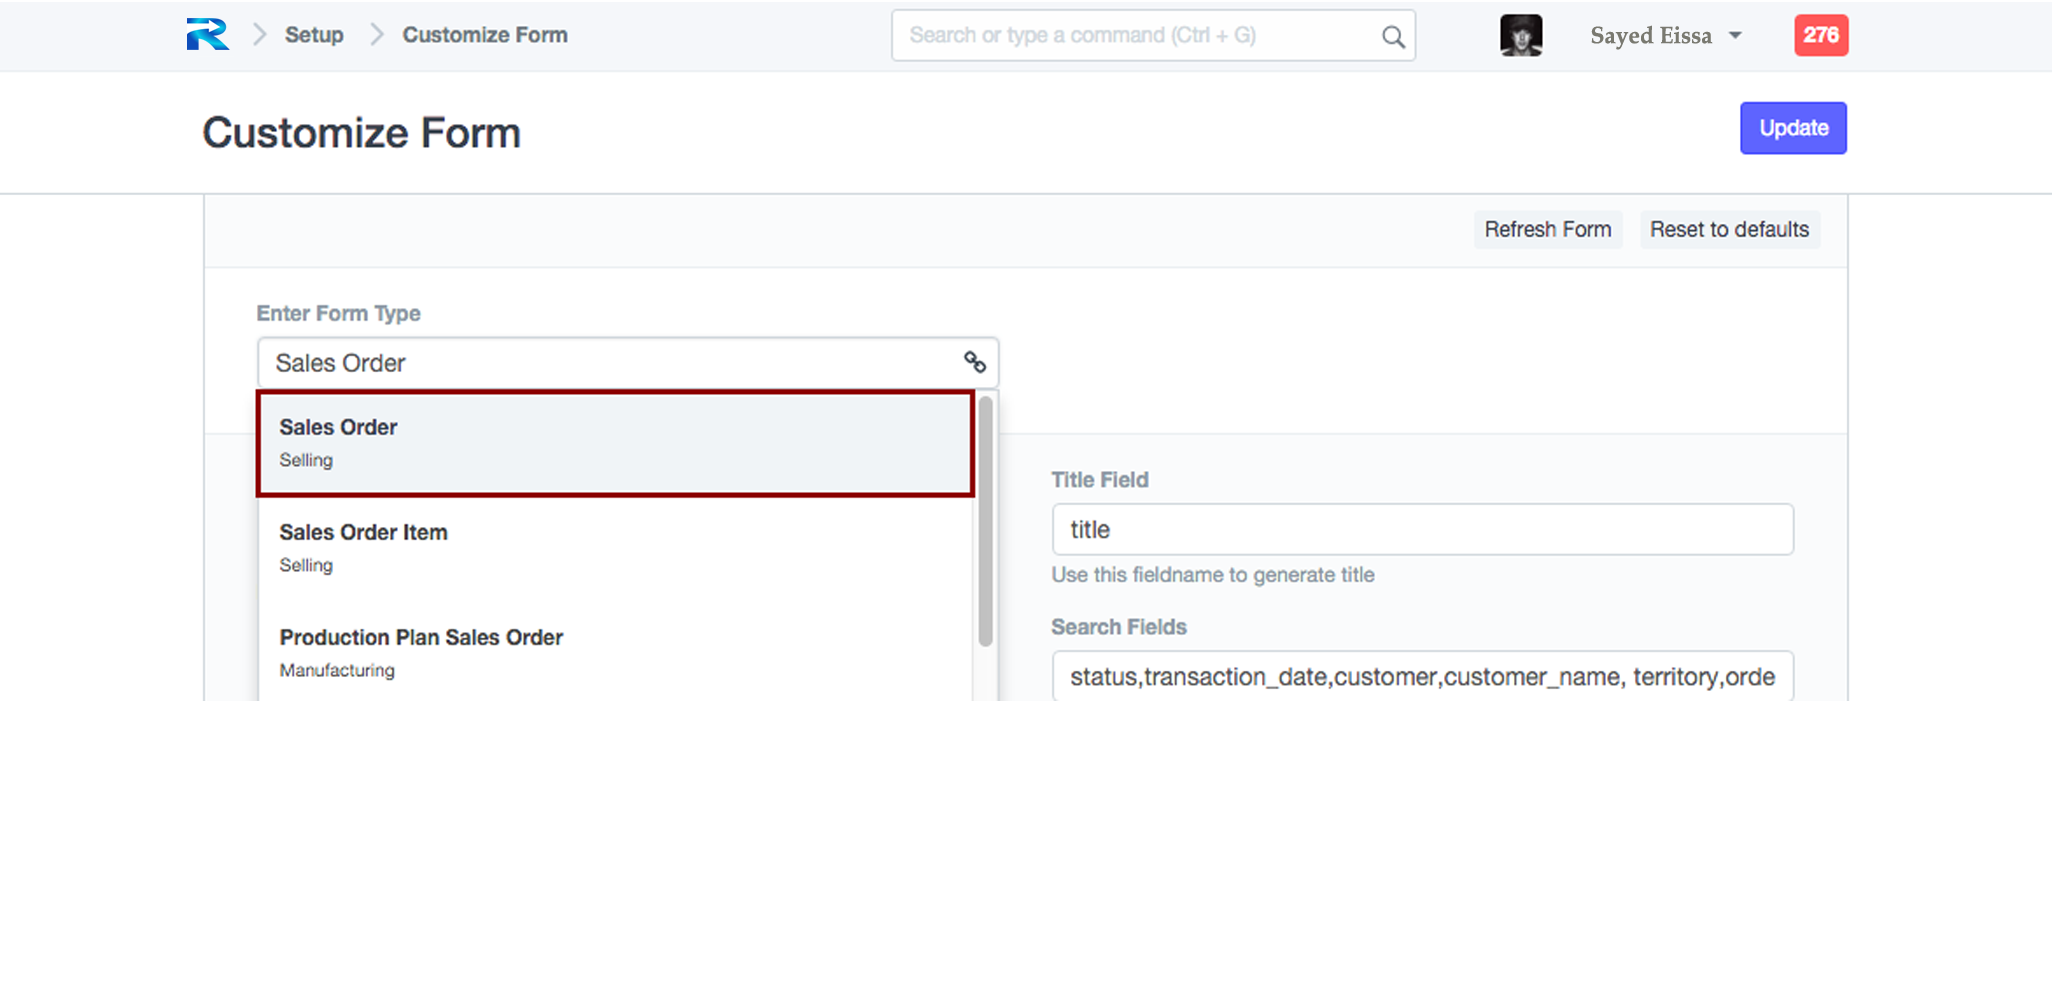 Setup
Customize Form
Search or type a command (Ctrl + G)
Sayed Eissa
276
Customize Form
Update
Refresh Form
Reset to defaults
Enter Form Type
Sales Order
Sales Order
Selling
Sales Order Item
Selling
Production Plan Sales Order
Manufacturing
Title Field
title
Use this fieldname to generate title
Search Fields
status,transaction_date,customer,customer_name, territory,orde